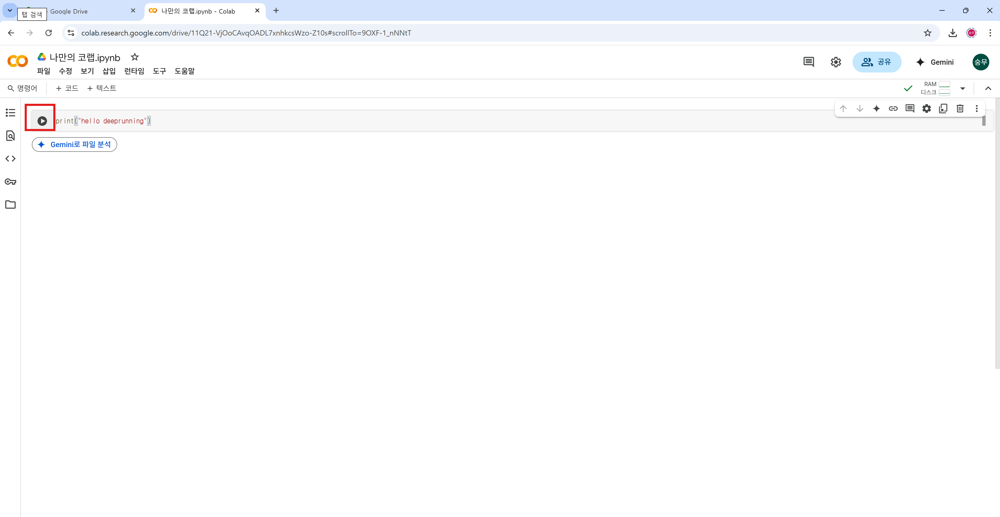 탭 검색
- Google Drive
나만의 코랩.ipynb - Colab
colab.research.google.com/drive/11Q21-VjOoCAvqOADL7xnhkcsWzo-Z10s#scrollTo=9OXF-1_nNNtT
숭무
나만의 코랩.ipynb
파일 수정 보기 삽입 런타임 도구 도움말
공유
Gemini
숭무
명령어
+ 코드 + 텍스트
RAM
디스크
print("hello deeprunning")
Gemini로 파일 분석